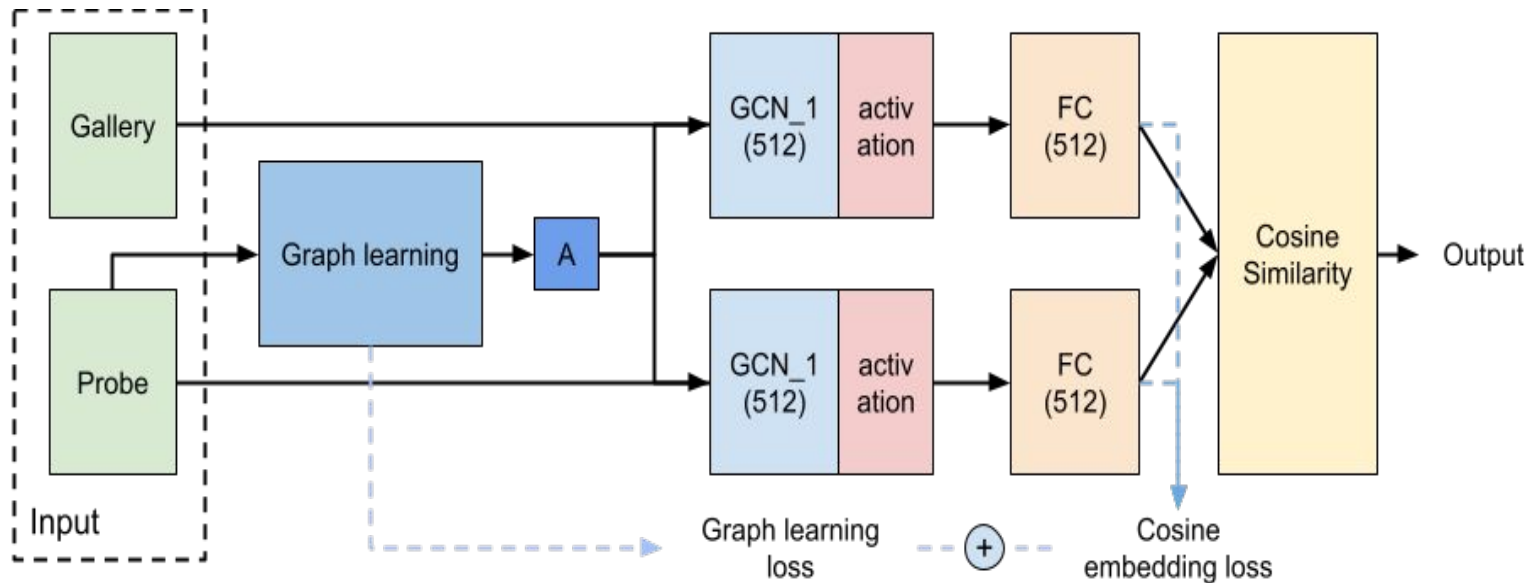 Gallery
Graph learning
A
Probe
Input
GCN_1
(512)
activ
ation
FC
(512)
GCN_1
(512)
activ
ation
FC
(512)
Cosine
Similarity
Output
Graph learning
loss
+
Cosine
embedding loss